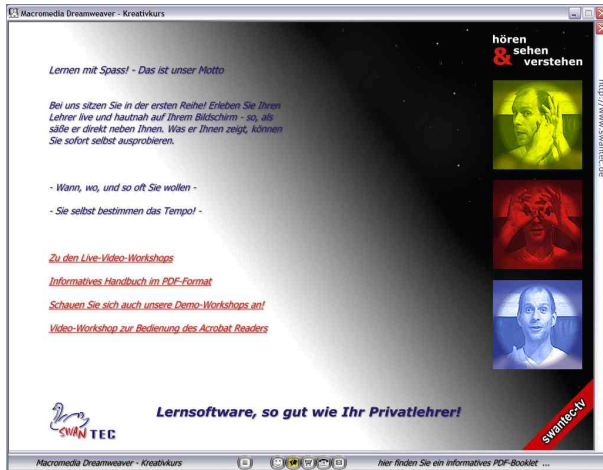 Macromedia Dreamweaver - Kreativkurs
hören
& sehen
verstehen
Lernen mit Spass! - Das ist unser Motto
Bei uns sitzen Sie in der ersten Reihe! Erleben Sie Ihren
Lehrer live und hautnah auf Ihrem Bildschirm - so, als
säße er direkt neben Ihnen. Was er Ihnen zeigt, können
Sie sofort selbst ausprobieren.
- Wann, wo, und so oft Sie wollen -
- Sie selbst bestimmen das Tempo! -
Zu den Live-Video-Workshops
Informatives Handbuch im PDF-Format
Schauen Sie sich auch unsere Demo-Workshops an!
Video-Workshop zur Bedienung des Acrobat Readers
http://www.swantec.de
SWAN TEC
Lernsoftware, so gut wie Ihr Privatlehrer!
swantec-tv
Macromedia Dreamweaver - Kreativkurs
hier finden Sie ein informatives PDF-Booklet ...